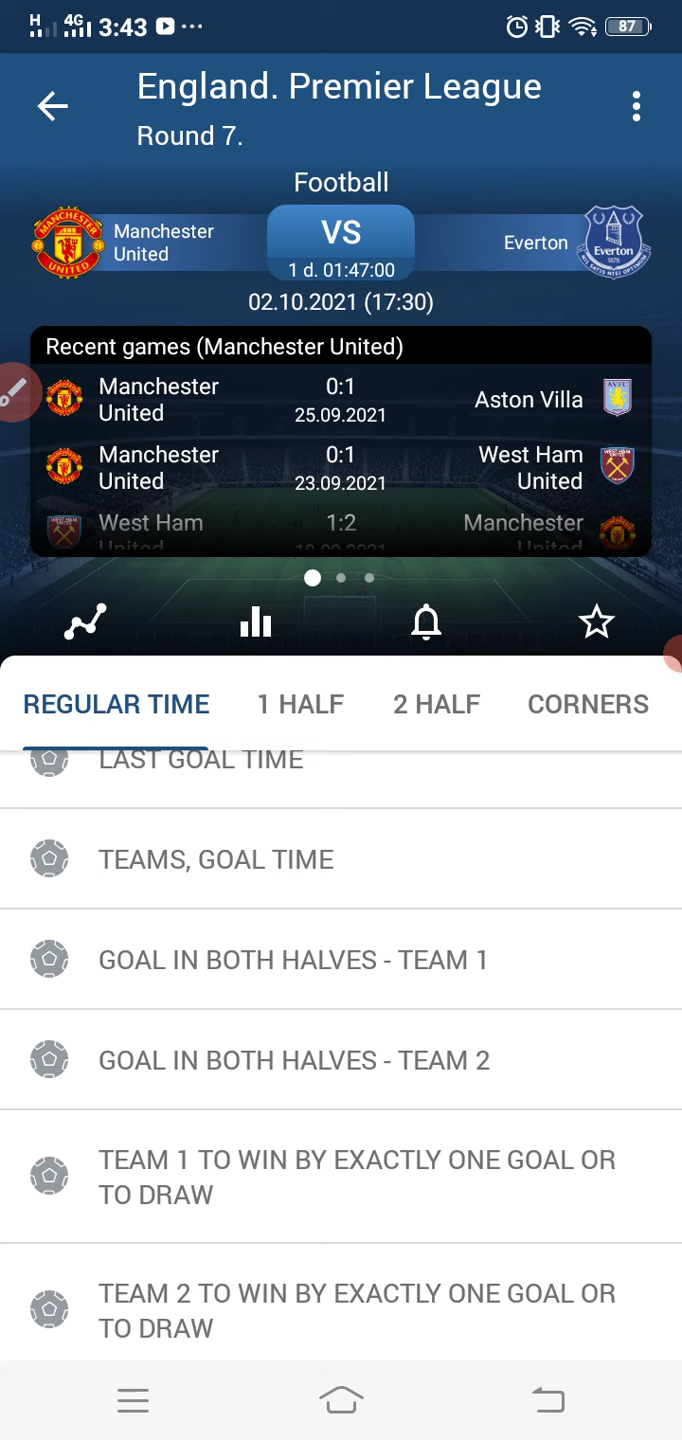 H 4G 3:43 ... 87
England. Premier League
Round 7.
Football
Manchester United VS Everton
1 d. 01:47:00
02.10.2021 (17:30)
Recent games (Manchester United)
Manchester United 0:1 Aston Villa
25.09.2021
Manchester United 0:1 West Ham United
23.09.2021
West Ham United 1:2 Manchester United
REGULAR TIME 1 HALF 2 HALF CORNERS
LAST GOAL TIME
TEAMS, GOAL TIME
GOAL IN BOTH HALVES - TEAM 1
GOAL IN BOTH HALVES - TEAM 2
TEAM 1 TO WIN BY EXACTLY ONE GOAL OR
TO DRAW
TEAM 2 TO WIN BY EXACTLY ONE GOAL OR
TO DRAW